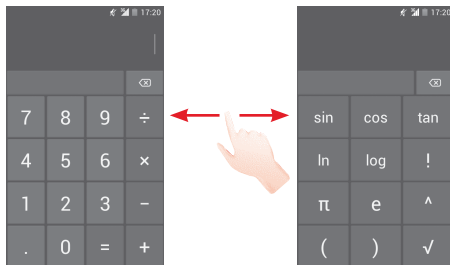 17:20
7 8 9 ÷
4 5 6 ×
1 2 3 −
. 0 = +
17:20
sin cos tan
ln log !
π e ^
( ) √